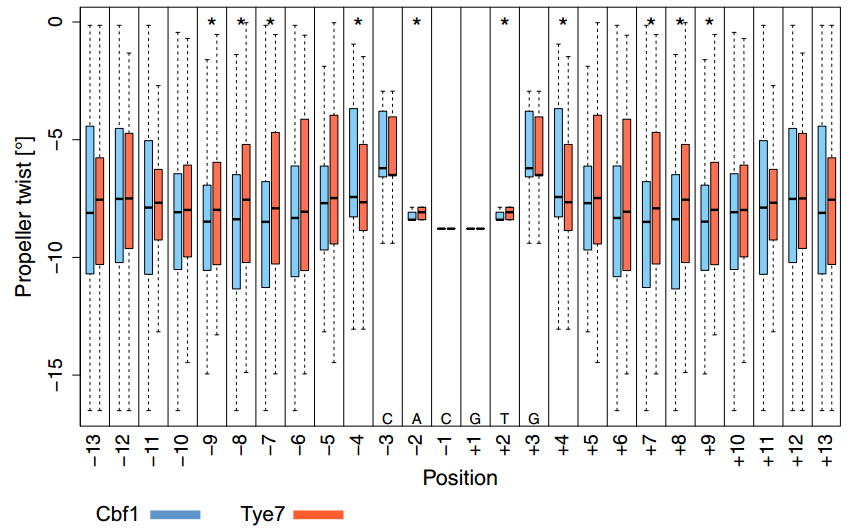 Propeller twist [°]
0
−5
−10
−15
* * * * * * * * * *
C A C G T G
−13 −12 −11 −10 −9 −8 −7 −6 −5 −4 −3 −2 −1 +1 +2 +3 +4 +5 +6 +7 +8 +9 +10 +11 +12 +13
Position
Cbf1 Tye7